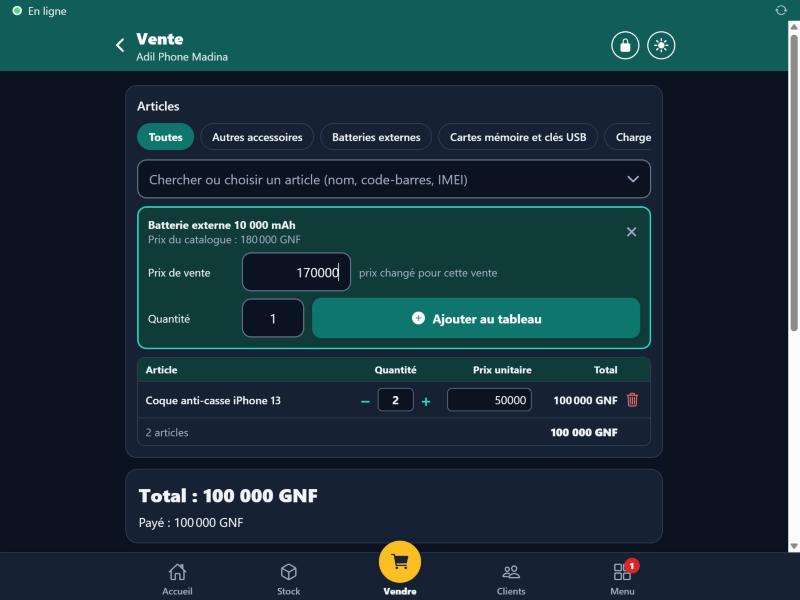 En ligne
Vente
Adil Phone Madina
Articles
Toutes
Autres accessoires
Batteries externes
Cartes mémoire et clés USB
Charge
Chercher ou choisir un article (nom, code-barres, IMEI)
Batterie externe 10 000 mAh
Prix du catalogue : 180 000 GNF
Prix de vente
170000
prix changé pour cette vente
Quantité
1
Ajouter au tableau
Article Quantité Prix unitaire Total
Coque anti-casse iPhone 13 − 2 + 50000 100 000 GNF
2 articles 100 000 GNF
Total : 100 000 GNF
Payé : 100 000 GNF
Accueil
Stock
Vendre
Clients
1
Menu